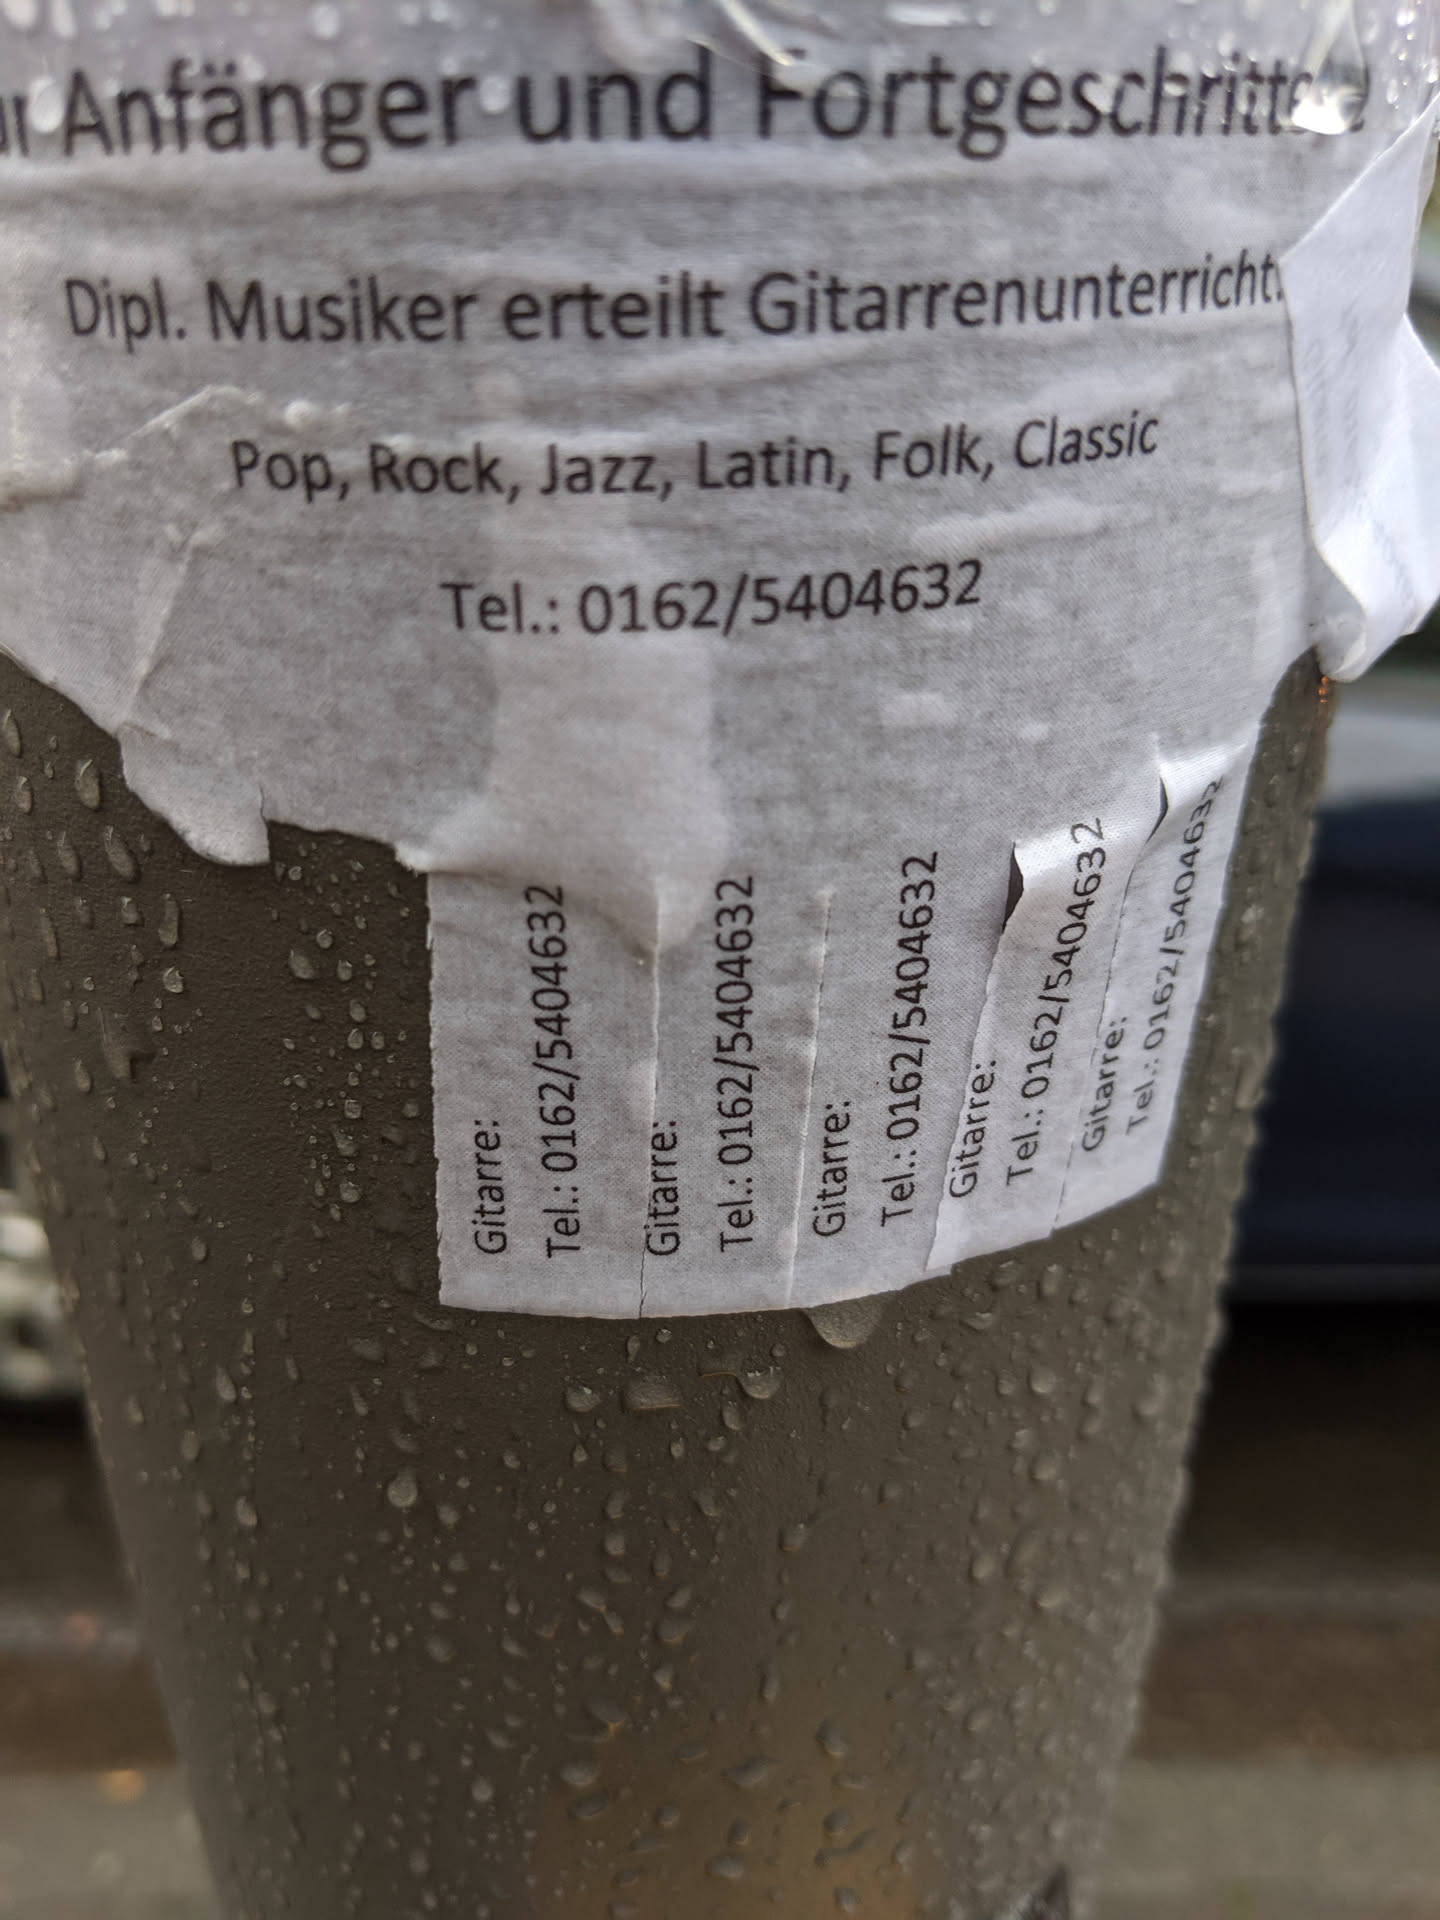 Anfänger und Fortgeschrittene
Dipl. Musiker erteilt Gitarrenunterricht.
Pop, Rock, Jazz, Latin, Folk, Classic
Tel.: 0162/5404632
Gitarre:
Tel.: 0162/5404632
Gitarre:
Tel.: 0162/5404632
Gitarre:
Tel.: 0162/5404632
Gitarre:
Tel.: 0162/5404632
Gitarre:
Tel.: 0162/5404632